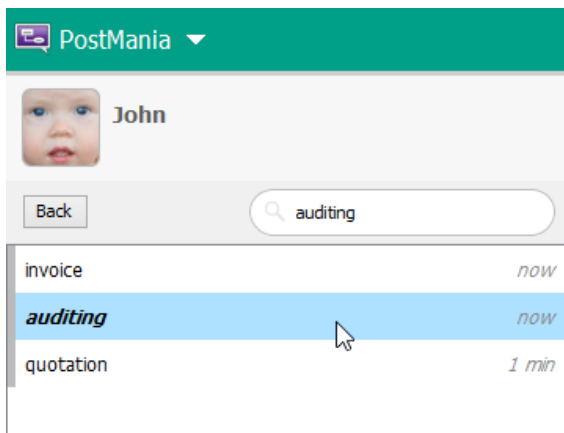 PostMania
John
Back auditing
invoice now
auditing now
quotation 1 min